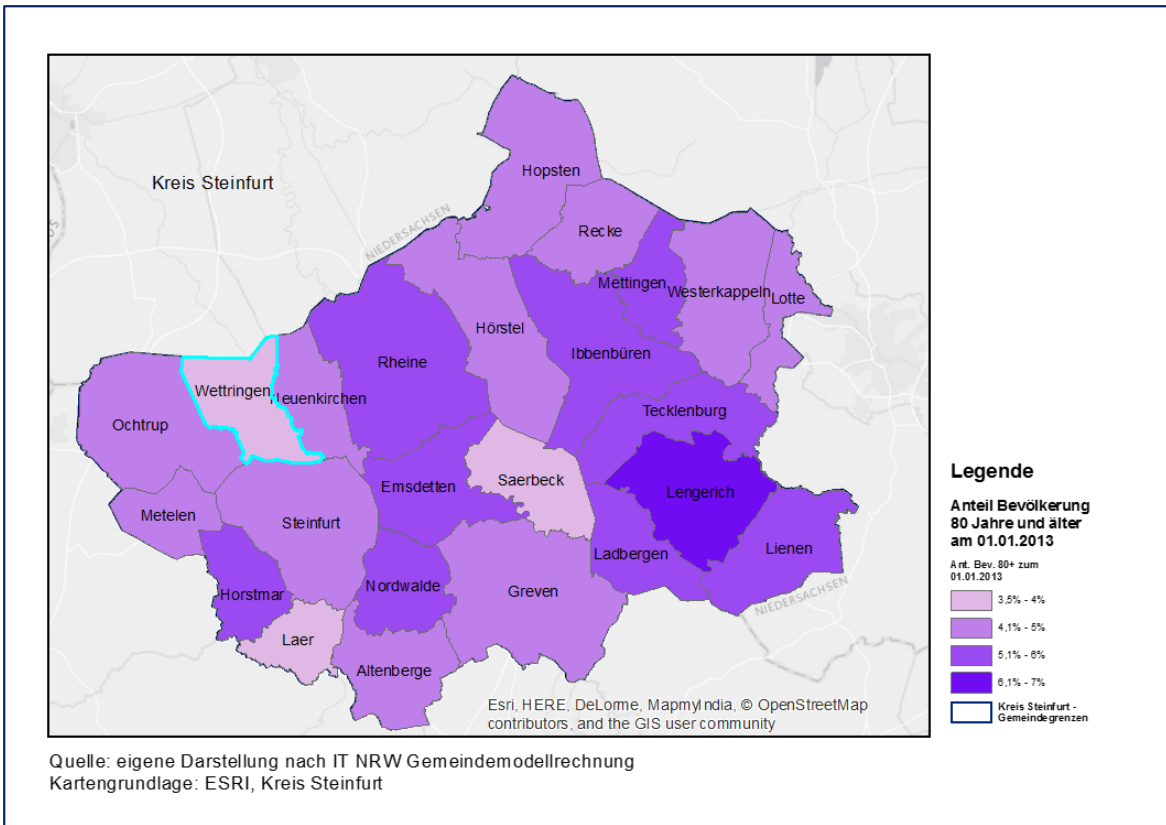 Kreis Steinfurt
NIEDERSACHSEN
Hopsten
Recke
Mettingen
Westerkappeln
Lotte
Hörstel
Ibbenbüren
Rheine
Wettringen
Neuenkirchen
Ochtrup
Tecklenburg
Saerbeck
Emsdetten
Lengerich
Metelen
Steinfurt
Ladbergen
Lienen
Nordwalde
Greven
Horstmar
NIEDERSACHSEN
Laer
Altenberge
Esri, HERE, DeLorme, MapmyIndia, © OpenStreetMap
contributors, and the GIS user community
Legende
Anteil Bevölkerung
80 Jahre und älter
am 01.01.2013
Ant. Bev. 80+ zum
01.01.2013
3,5% - 4%
4,1% - 5%
5,1% - 6%
6,1% - 7%
Kreis Steinfurt -
Gemeindegrenzen
Quelle: eigene Darstellung nach IT NRW Gemeindemodellrechnung
Kartengrundlage: ESRI, Kreis Steinfurt